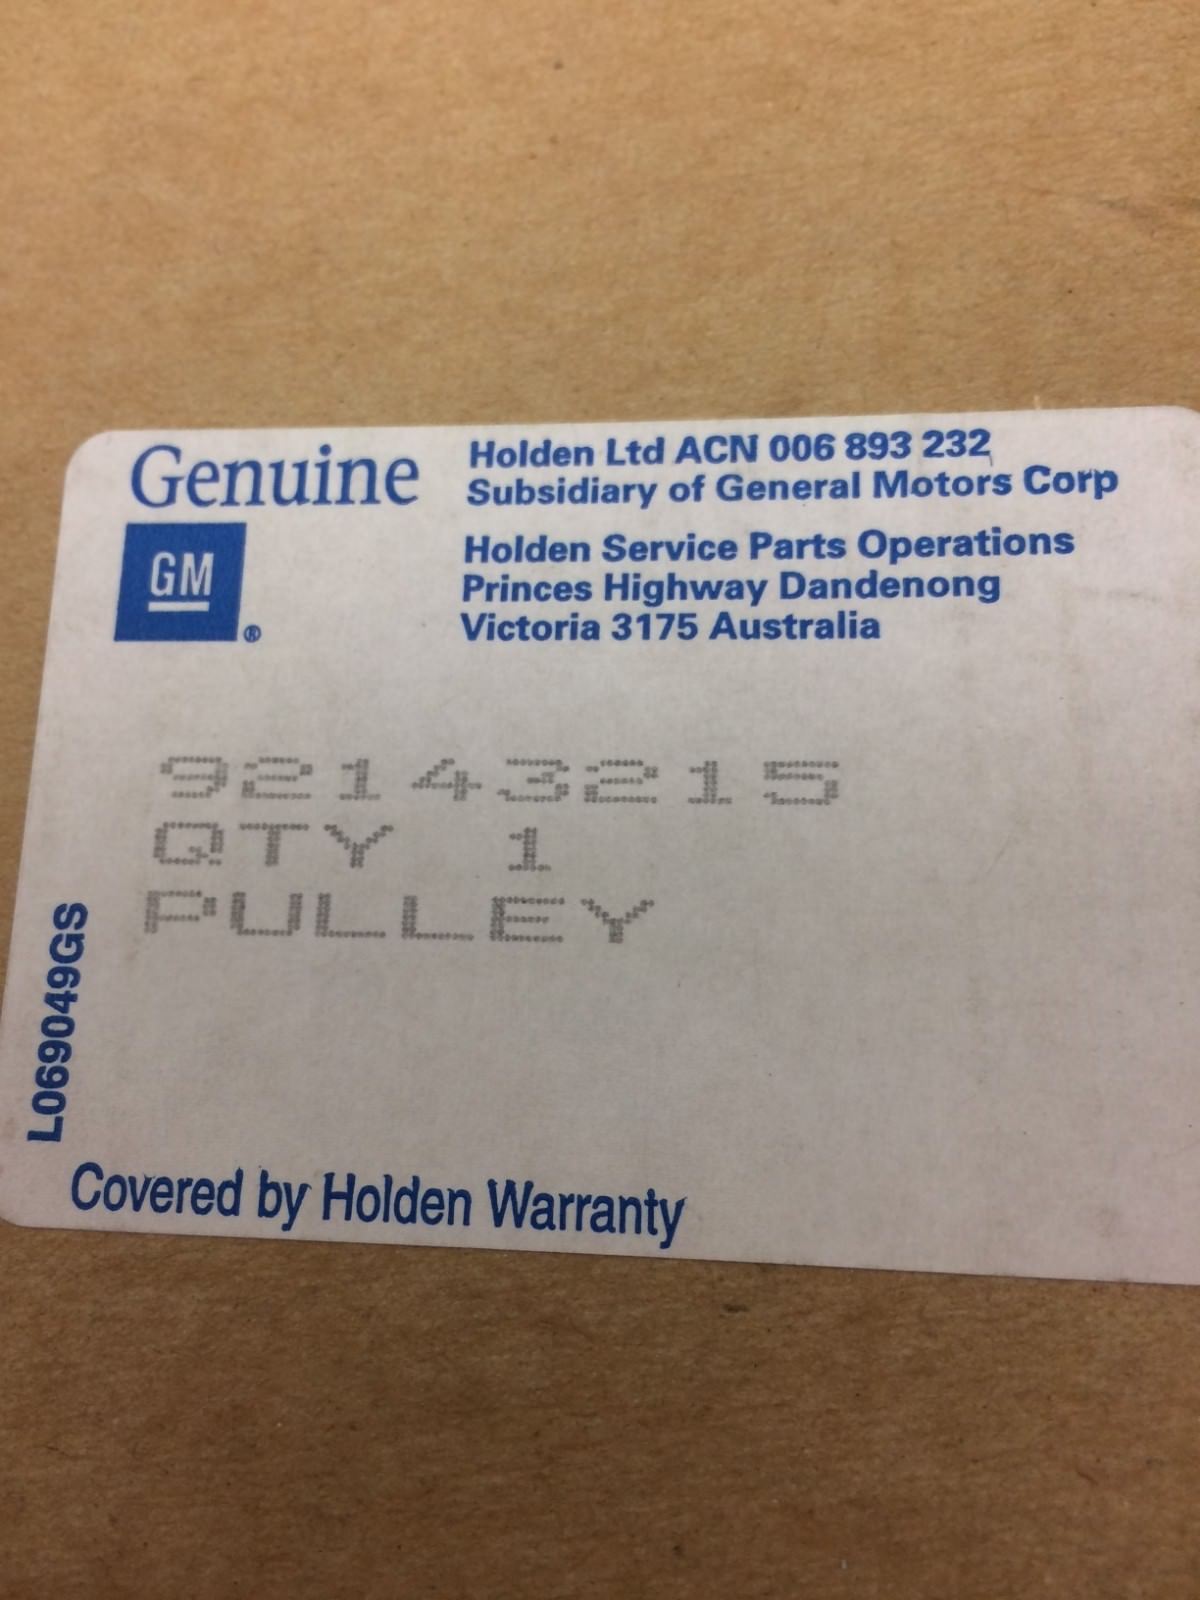 Genuine
GM
®
Holden Ltd ACN 006 893 232
Subsidiary of General Motors Corp
Holden Service Parts Operations
Princes Highway Dandenong
Victoria 3175 Australia
92143215
QTY 1
PULLEY
L069049GS
Covered by Holden Warranty